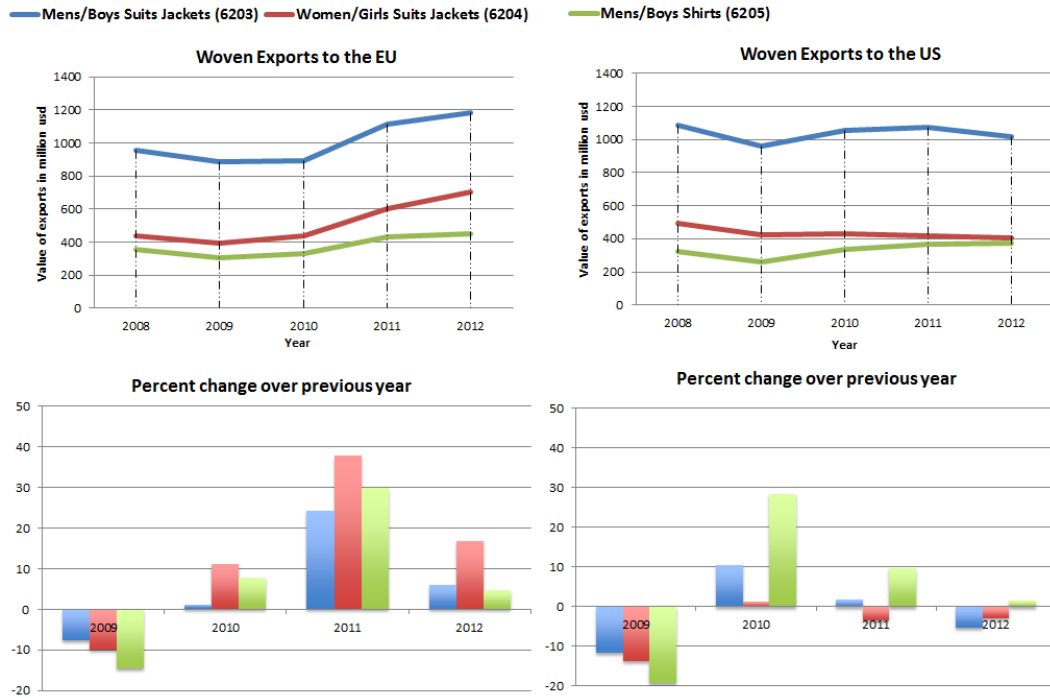 Mens/Boys Suits Jackets (6203) Women/Girls Suits Jackets (6204) Mens/Boys Shirts (6205)
Woven Exports to the EU
Value of exports in million usd
1400
1200
1000
800
600
400
200
0
2008 2009 2010 2011 2012
Year
Woven Exports to the US
Value of exports in million usd
1400
1200
1000
800
600
400
200
0
2008 2009 2010 2011 2012
Year
Percent change over previous year
50
40
30
20
10
0
-10
-20
2009 2010 2011 2012
Percent change over previous year
50
40
30
20
10
0
-10
-20
2009 2010 2011 2012